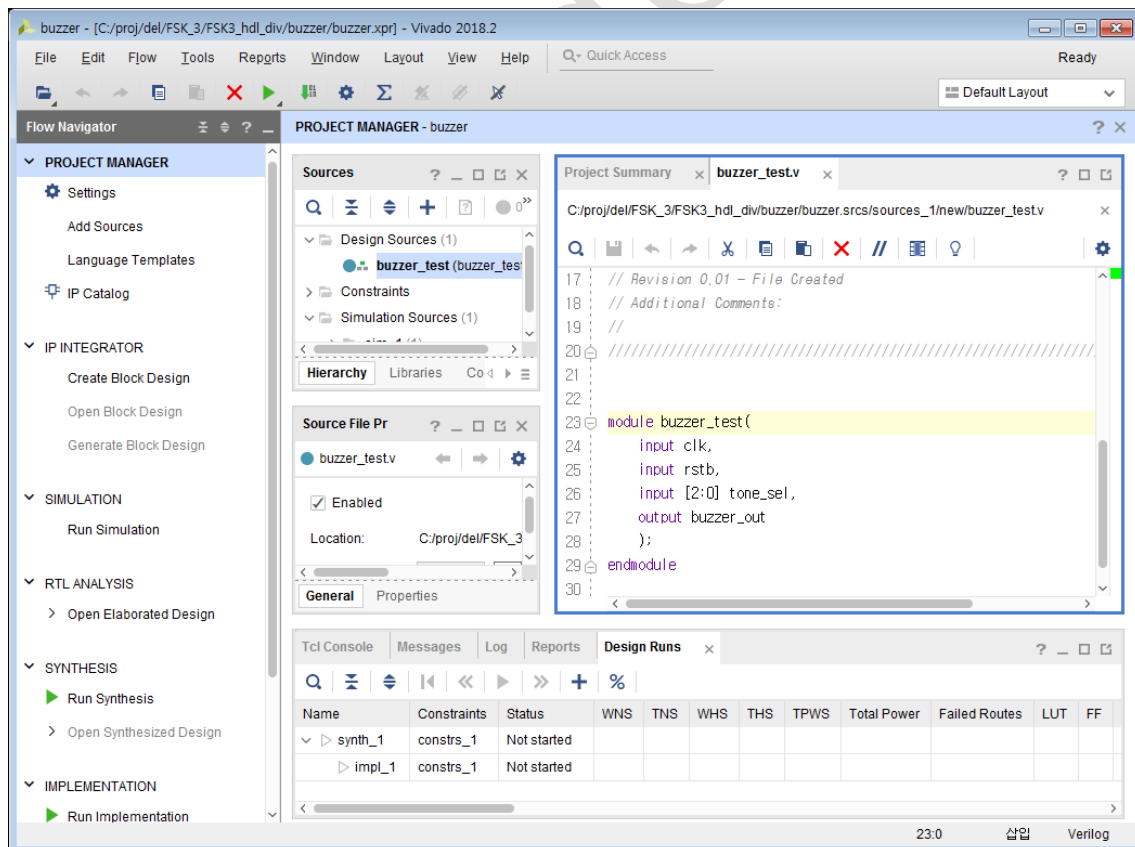 buzzer - [C:/proj/del/FSK_3/FSK3_hdl_div/buzzer/buzzer.xpr] - Vivado 2018.2
File Edit Flow Tools Reports Window Layout View Help Quick Access Ready
Default Layout
Flow Navigator
PROJECT MANAGER
Settings
Add Sources
Language Templates
IP Catalog
IP INTEGRATOR
Create Block Design
Open Block Design
Generate Block Design
SIMULATION
Run Simulation
RTL ANALYSIS
Open Elaborated Design
SYNTHESIS
Run Synthesis
Open Synthesized Design
IMPLEMENTATION
Run Implementation
PROJECT MANAGER - buzzer
Sources
0
Design Sources (1)
buzzer_test (buzzer_tes
Constraints
Simulation Sources (1)
Hierarchy Libraries Co
Source File Pr
buzzer_test.v
Enabled
Location: C:/proj/del/FSK_3
General Properties
Project Summary buzzer_test.v
C:/proj/del/FSK_3/FSK3_hdl_div/buzzer/buzzer.srcs/sources_1/new/buzzer_test.v
17 // Revision 0.01 - File Created
18 // Additional Comments:
19 //
20 //////////////////////////////////////////////////////////////////////
21
22
23 module buzzer_test(
24 input clk,
25 input rstb,
26 input [2:0] tone_sel,
27 output buzzer_out
28 );
29 endmodule
30
Tcl Console Messages Log Reports Design Runs
Name Constraints Status WNS TNS WHS THS TPWS Total Power Failed Routes LUT FF
synth_1 constrs_1 Not started
impl_1 constrs_1 Not started
23:0 삽입 Verilog